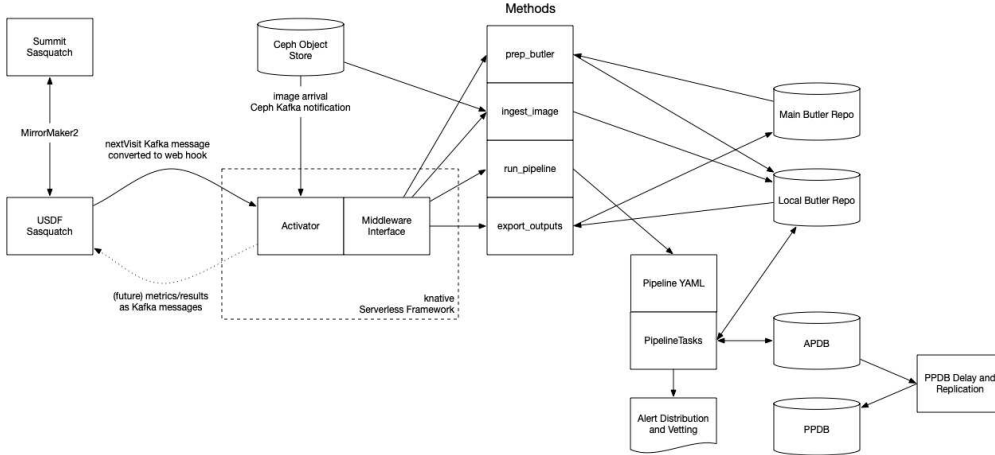 Methods
Summit
Sasquatch
Ceph Object
Store
prep_butler
image arrival
Ceph Kafka notification
ingest_image
Main Butler Repo
MirrorMaker2
nextVisit Kafka message
converted to web hook
run_pipeline
USDF
Sasquatch
Activator
Middleware
Interface
export_outputs
Local Butler Repo
(future) metrics/results
as Kafka messages
knative
Serverless Framework
Pipeline YAML
PipelineTasks
APDB
PPDB Delay and
Replication
Alert Distribution
and Vetting
PPDB